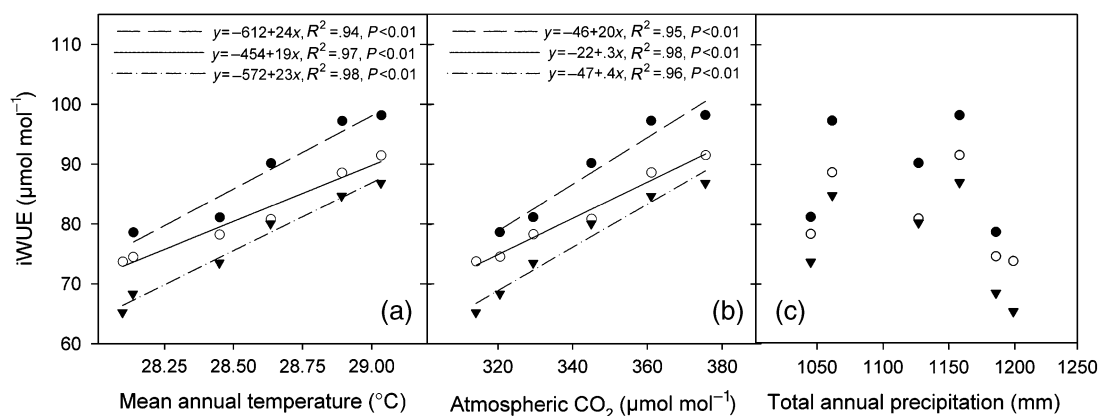 y=−612+24x, R²=.94, P<0.01
y=−454+19x, R²=.97, P<0.01
y=−572+23x, R²=.98, P<0.01
y=−46+20x, R²=.95, P<0.01
y=−22+.3x, R²=.98, P<0.01
y=−47+.4x, R²=.96, P<0.01
110
100
90
80
70
60
iWUE (μmol mol⁻¹)
(a)
(b)
(c)
28.25 28.50 28.75 29.00
320 340 360 380
1050 1100 1150 1200 1250
Mean annual temperature (°C)
Atmospheric CO₂ (μmol mol⁻¹)
Total annual precipitation (mm)